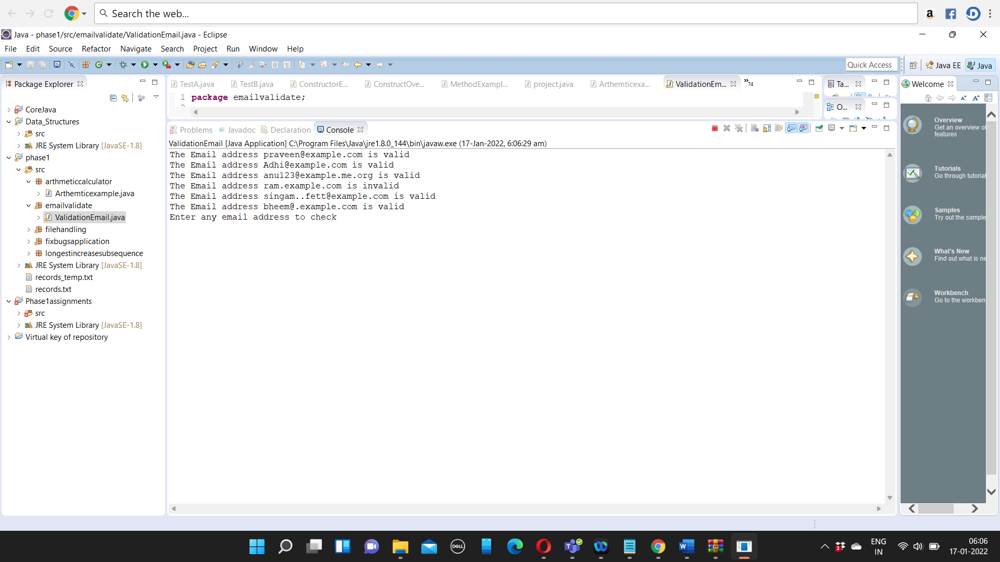 Search the web...
Java - phase1/src/emailvalidate/ValidationEmail.java - Eclipse
File Edit Source Refactor Navigate Search Project Run Window Help
Quick Access
Java EE
Java
Package Explorer
CoreJava
Data_Structures
src
JRE System Library [JavaSE-1.8]
phase1
src
arthmeticcalculator
Arthemticexample.java
emailvalidate
ValidationEmail.java
filehandling
fixbugsapplication
longestincreasesubsequence
JRE System Library [JavaSE-1.8]
records_temp.txt
records.txt
Phase1assignments
src
JRE System Library [JavaSE-1.8]
Virtual key of repository
TestA.java TestB.java ConstructorE... ConstructOve... MethodExampl... project.java Arthemticexa... ValidationEm... »74
1 package emailvalidate;
Problems Javadoc Declaration Console
ValidationEmail [Java Application] C:\Program Files\Java\jre1.8.0_144\bin\javaw.exe (17-Jan-2022, 6:06:29 am)
The Email address praveen@example.com is valid
The Email address Adhi@example.com is valid
The Email address anu123@example.me.org is valid
The Email address ram.example.com is invalid
The Email address singam..fett@example.com is valid
The Email address bheem@.example.com is valid
Enter any email address to check
Ta...
O...
Welcome
Overview
Get an overview of
features
Tutorials
Go through tutorial
Samples
Try out the sample
What's New
Find out what is ne
Workbench
Go to the workben
DELL
ENG
IN
06:06
17-01-2022